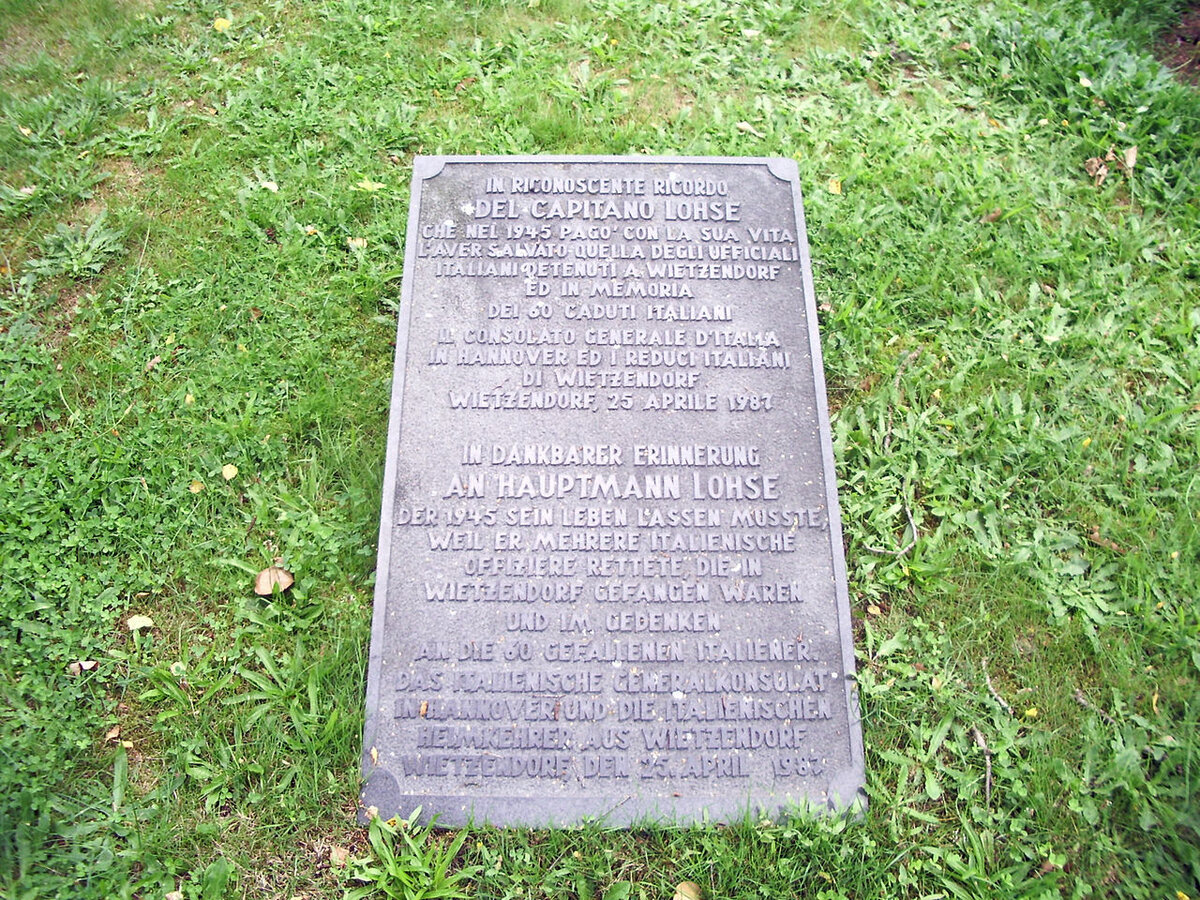 IN RICONOSCENTE RICORDO
DEL CAPITANO LOHSE
CHE NEL 1945 PAGO' CON LA SUA VITA
L'AVER SALVATO QUELLA DEGLI UFFICIALI
ITALIANI DETENUTI A WIETZENDORF
ED IN MEMORIA
DEI 60 CADUTI ITALIANI
IL CONSOLATO GENERALE D'ITALIA
IN HANNOVER ED I REDUCI ITALIANI
DI WIETZENDORF
WIETZENDORF, 25 APRILE 1987
IN DANKBARER ERINNERUNG
AN HAUPTMANN LOHSE
DER 1945 SEIN LEBEN LASSEN MUSSTE,
WEIL ER MEHRERE ITALIENISCHE
OFFIZIERE RETTETE DIE IN
WIETZENDORF GEFANGEN WAREN
UND IM GEDENKEN
AN DIE 60 GEFALLENEN ITALIENER.
DAS ITALIENISCHE GENERALKONSULAT
IN HANNOVER UND DIE ITALIENISCHEN
HEIMKEHRER AUS WIETZENDORF
WIETZENDORF DEN 25. APRIL 1987